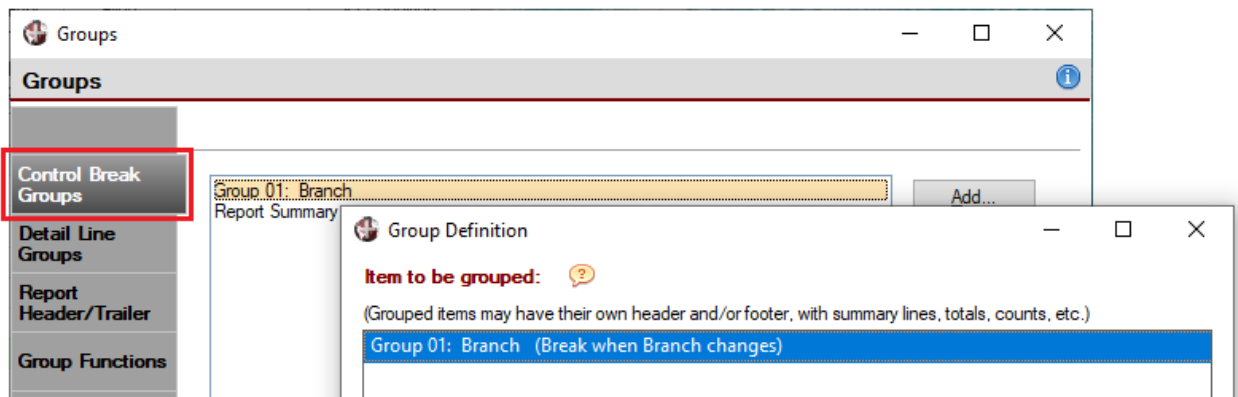 Groups
Groups
Control Break
Groups
Detail Line
Groups
Report
Header/Trailer
Group Functions
Group 01: Branch
Report Summary
Add...
Group Definition
Item to be grouped:
(Grouped items may have their own header and/or footer, with summary lines, totals, counts, etc.)
Group 01: Branch (Break when Branch changes)